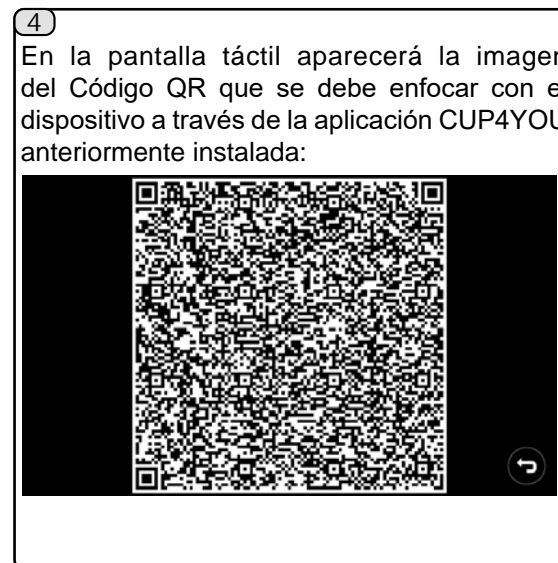 4
En la pantalla táctil aparecerá la imagen
del Código QR que se debe enfocar con e
dispositivo a través de la aplicación CUP4YOU
anteriormente instalada: